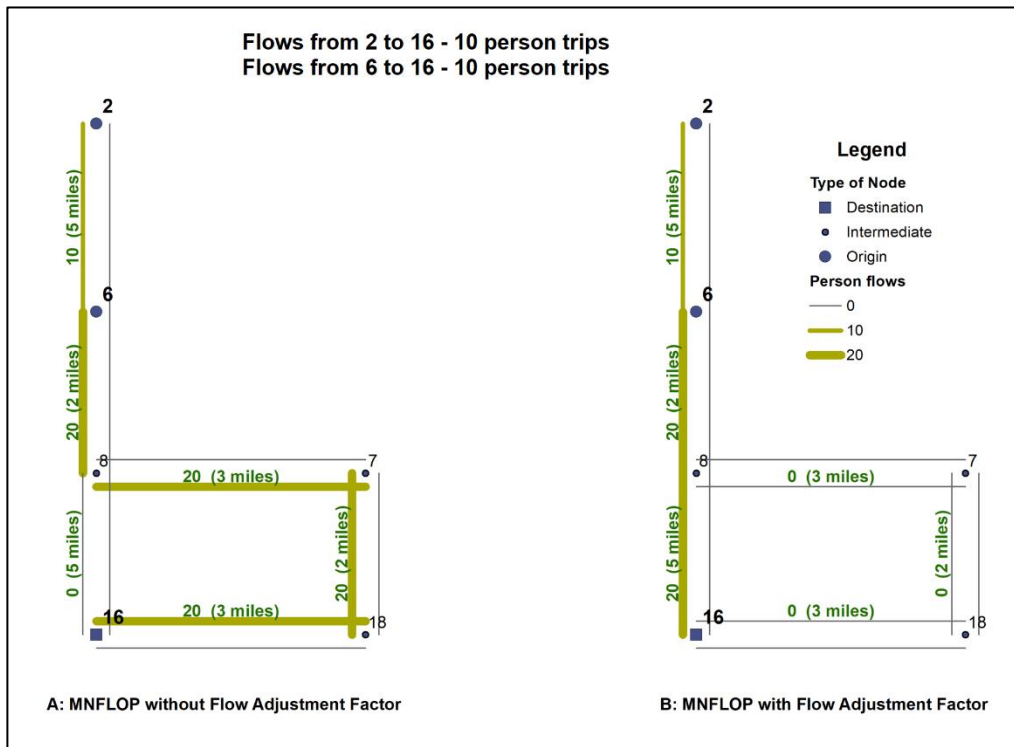 Flows from 2 to 16 - 10 person trips
Flows from 6 to 16 - 10 person trips
2
10 (5 miles)
6
20 (2 miles)
8
7
20 (3 miles)
0 (5 miles)
20 (2 miles)
16
20 (3 miles)
18
A: MNFLOP without Flow Adjustment Factor
2
10 (5 miles)
6
20 (2 miles)
8
7
0 (3 miles)
20 (5 miles)
0 (2 miles)
16
0 (3 miles)
18
B: MNFLOP with Flow Adjustment Factor
Legend
Type of Node
Destination
Intermediate
Origin
Person flows
0
10
20